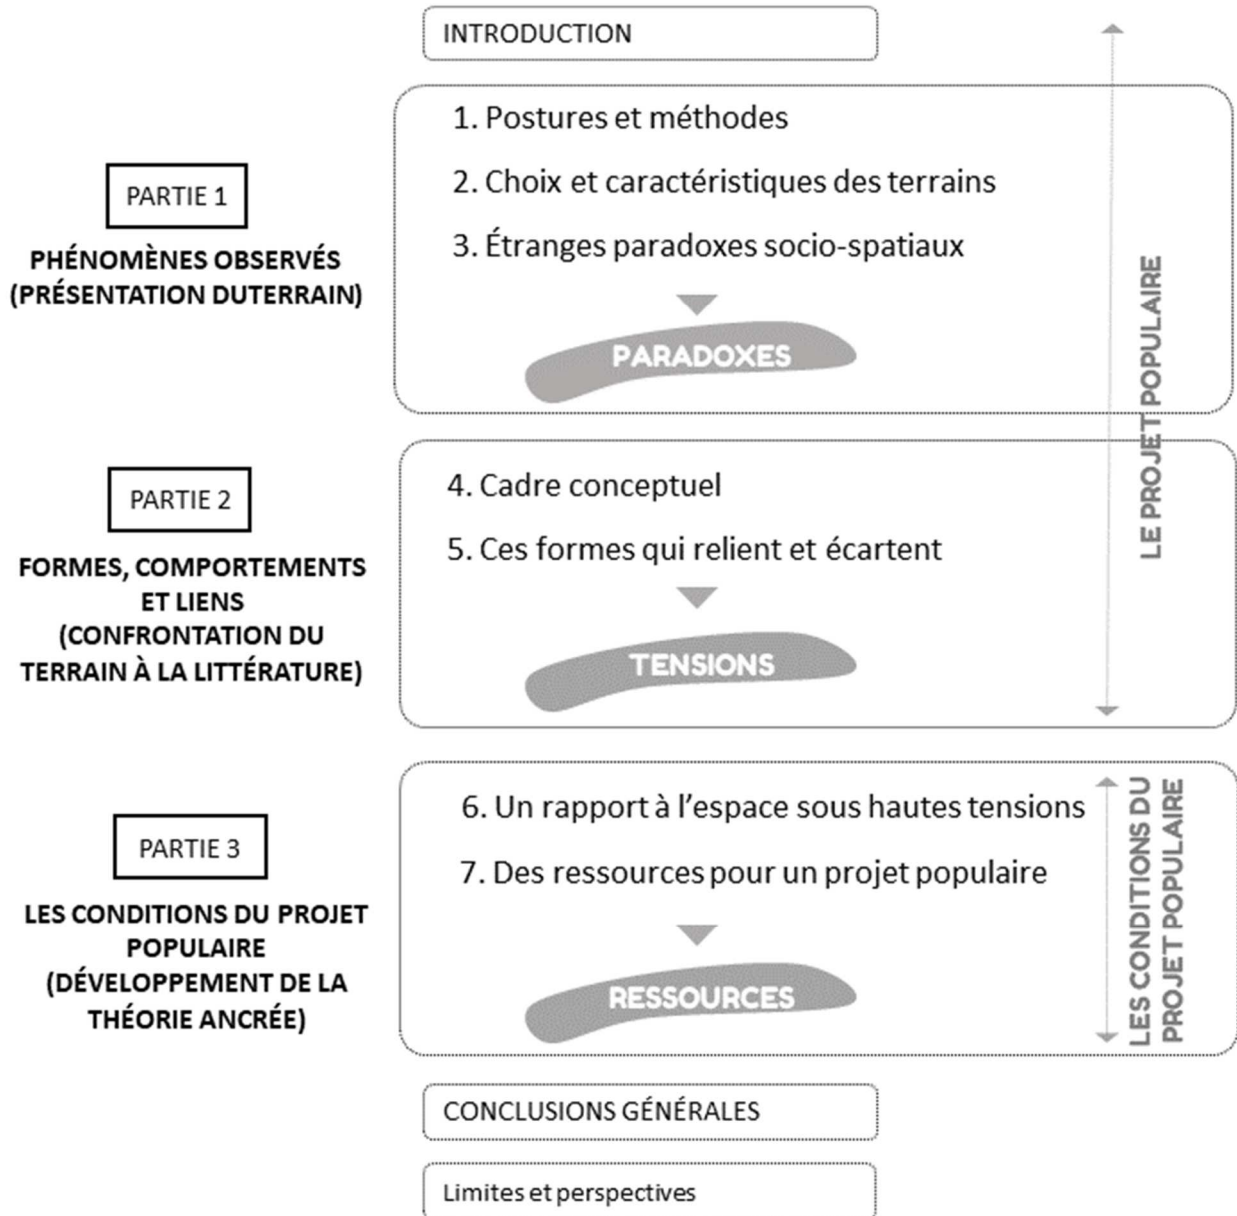 INTRODUCTION
PARTIE 1
PHÉNOMÈNES OBSERVÉS
(PRÉSENTATION DUTERRAIN)
1. Postures et méthodes
2. Choix et caractéristiques des terrains
3. Étranges paradoxes socio-spatiaux
PARADOXES
LE PROJET POPULAIRE
PARTIE 2
FORMES, COMPORTEMENTS
ET LIENS
(CONFRONTATION DU
TERRAIN À LA LITTÉRATURE)
4. Cadre conceptuel
5. Ces formes qui relient et écartent
TENSIONS
PARTIE 3
LES CONDITIONS DU PROJET
POPULAIRE
(DÉVELOPPEMENT DE LA
THÉORIE ANCRÉE)
6. Un rapport à l’espace sous hautes tensions
7. Des ressources pour un projet populaire
RESSOURCES
LES CONDITIONS DU
PROJET POPULAIRE
CONCLUSIONS GÉNÉRALES
Limites et perspectives